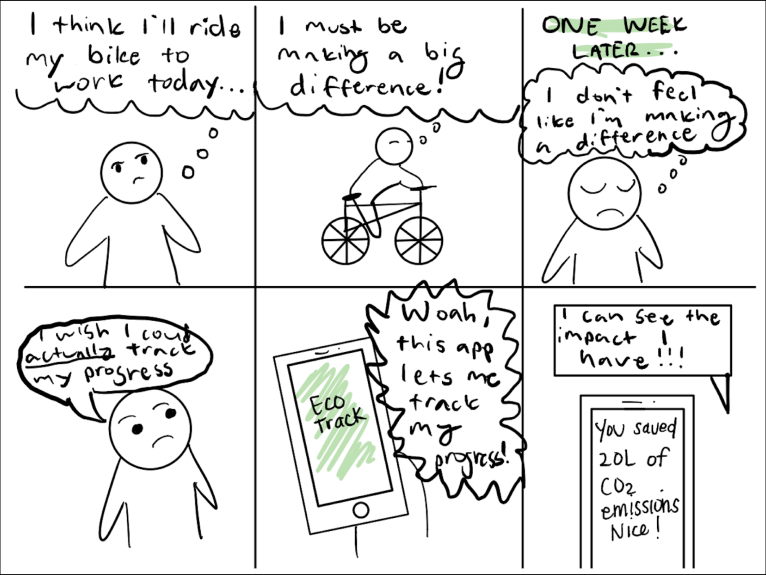 I think I'll ride
my bike to
work today...
I must be
making a big
difference!
ONE WEEK
LATER...
I don't feel
like I'm making
a difference
I wish I could
actually track
my progress
Eco
track
Woah,
this app
lets me
track
my
progress!
I can see the
impact I
have!!!
You saved
20L of
CO2
emissions
Nice!